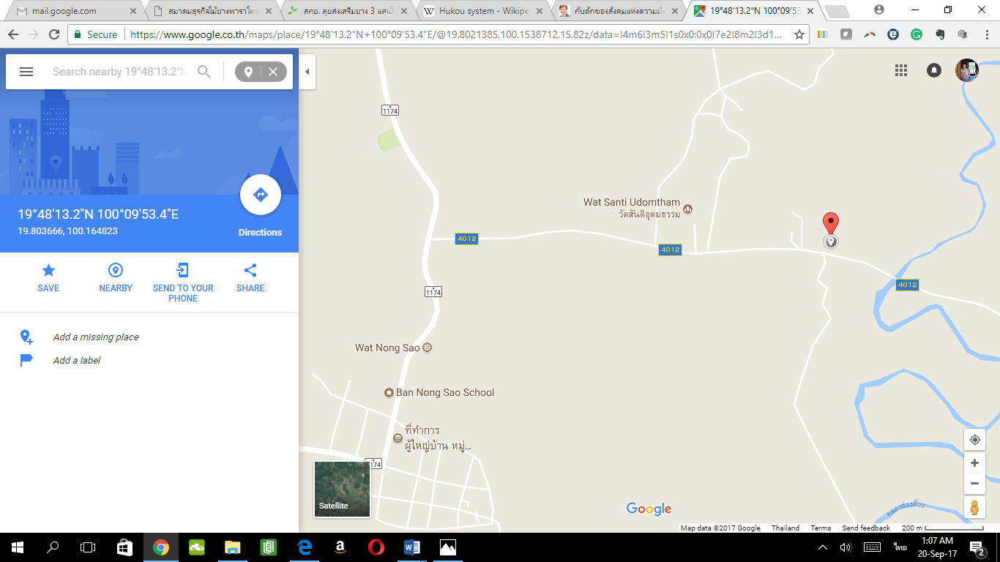 mail.google.com
สมาคมธุรกิจไม้ยางพาราไทย
สกย. ลุยส่งเสริมยาง 3 แสนไ
Hukou system - Wikipe
กับดักของสังคมแห่งความมั่ง
19°48'13.2"N 100°09'53
Secure
https://www.google.co.th/maps/place/19°48'13.2"N+100°09'53.4"E/@19.8021385,100.1538712,15.82z/data=!4m6!3m5!1s0x0:0x0!7e2!8m2!3d1...
Search nearby 19°48'13.2"N
19°48'13.2"N 100°09'53.4"E
19.803666, 100.164823
Directions
SAVE
NEARBY
SEND TO YOUR
PHONE
SHARE
Add a missing place
Add a label
1174
Wat Santi Udomtham
วัดสันติอุดมธรรม
4012
4012
4012
1174
Wat Nong Sao
Ban Nong Sao School
ที่ทำการ
ผู้ใหญ่บ้าน หมู่...
174
Satellite
Google
Map data ©2017 Google
Thailand
Terms
Send feedback
200 m
ไทย
1:07 AM
20-Sep-17
2